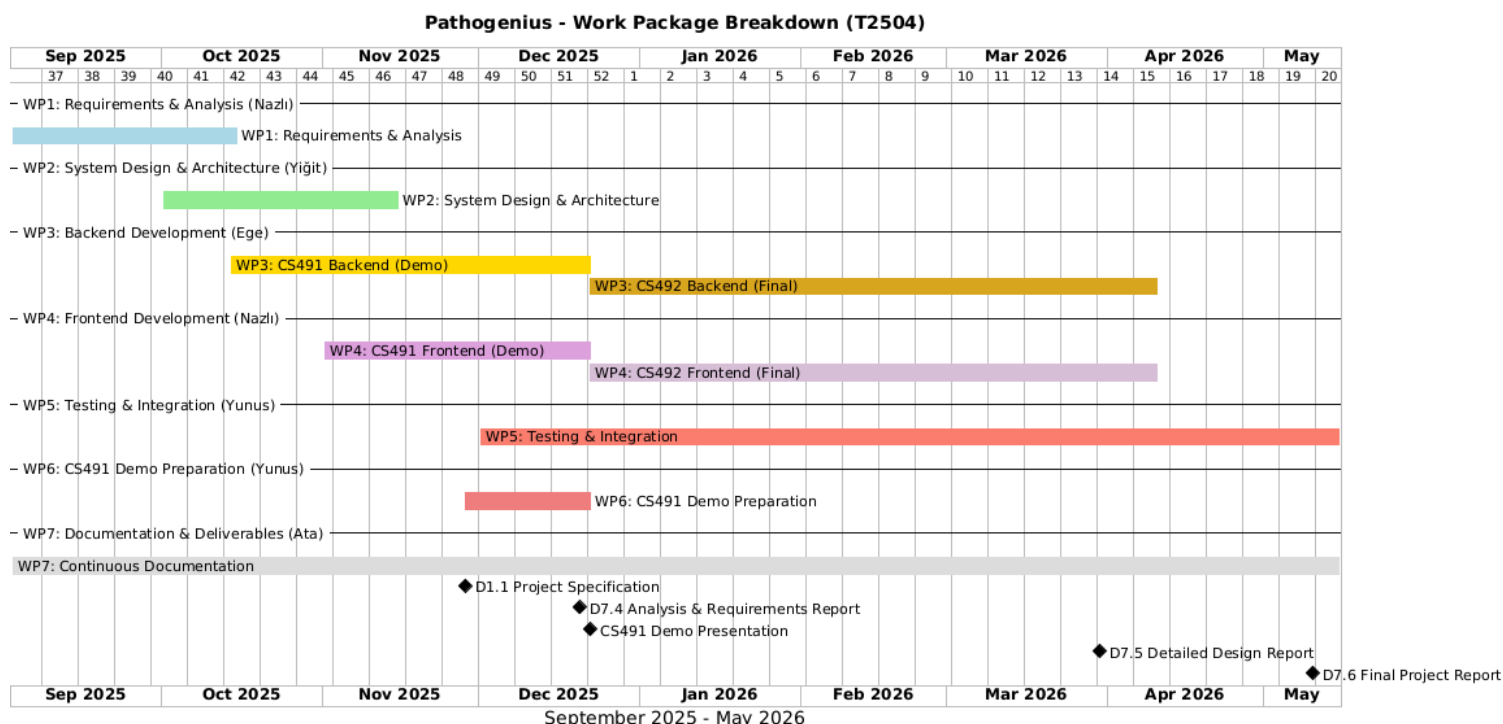 Pathogenius - Work Package Breakdown (T2504)
Sep 2025 Oct 2025 Nov 2025 Dec 2025 Jan 2026 Feb 2026 Mar 2026 Apr 2026 May
37 38 39 40 41 42 43 44 45 46 47 48 49 50 51 52 1 2 3 4 5 6 7 8 9 10 11 12 13 14 15 16 17 18 19 20
WP1: Requirements & Analysis (Nazlı)
WP1: Requirements & Analysis
WP2: System Design & Architecture (Yiğit)
WP2: System Design & Architecture
WP3: Backend Development (Ege)
WP3: CS491 Backend (Demo)
WP3: CS492 Backend (Final)
WP4: Frontend Development (Nazlı)
WP4: CS491 Frontend (Demo)
WP4: CS492 Frontend (Final)
WP5: Testing & Integration (Yunus)
WP5: Testing & Integration
WP6: CS491 Demo Preparation (Yunus)
WP6: CS491 Demo Preparation
WP7: Documentation & Deliverables (Ata)
WP7: Continuous Documentation
D1.1 Project Specification
D7.4 Analysis & Requirements Report
CS491 Demo Presentation
D7.5 Detailed Design Report
D7.6 Final Project Report
Sep 2025 Oct 2025 Nov 2025 Dec 2025 Jan 2026 Feb 2026 Mar 2026 Apr 2026 May
September 2025 - May 2026